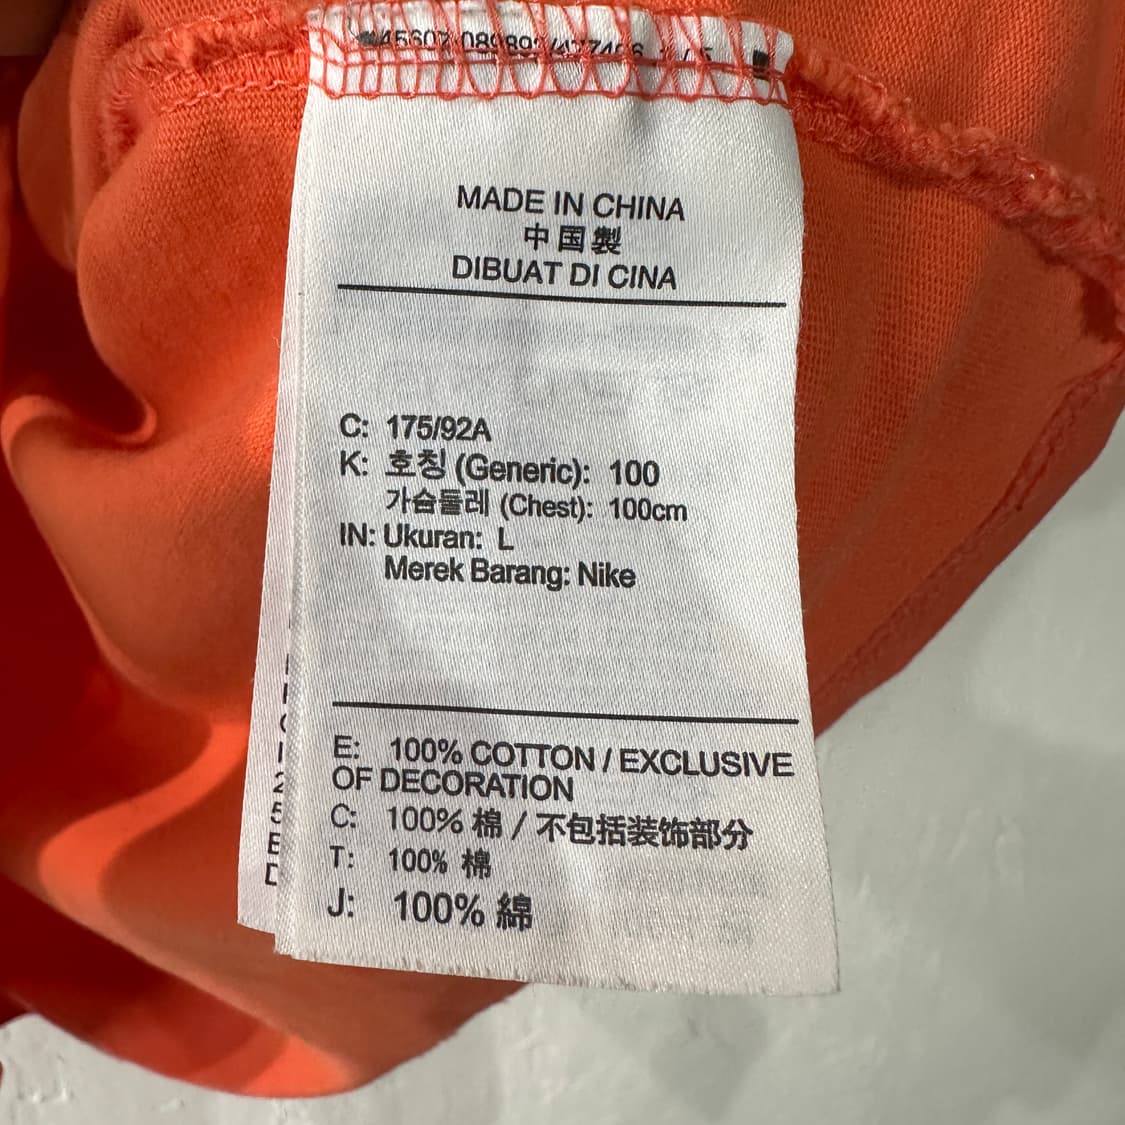 MADE IN CHINA
中国製
DIBUAT DI CINA
C: 175/92A
K: 호칭 (Generic): 100
가슴둘레 (Chest): 100cm
IN: Ukuran: L
Merek Barang: Nike
E: 100% COTTON / EXCLUSIVE
OF DECORATION
C: 100% 棉 / 不包括装饰部分
T: 100% 棉
J: 100% 綿